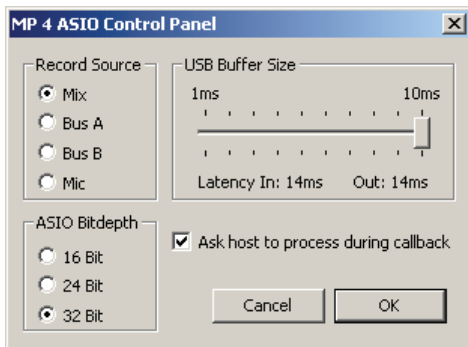 MP 4 ASIO Control Panel
Record Source
Mix
Bus A
Bus B
Mic
USB Buffer Size
1ms 10ms
Latency In: 14ms Out: 14ms
ASIO Bitdepth
16 Bit
24 Bit
32 Bit
Ask host to process during callback
Cancel OK